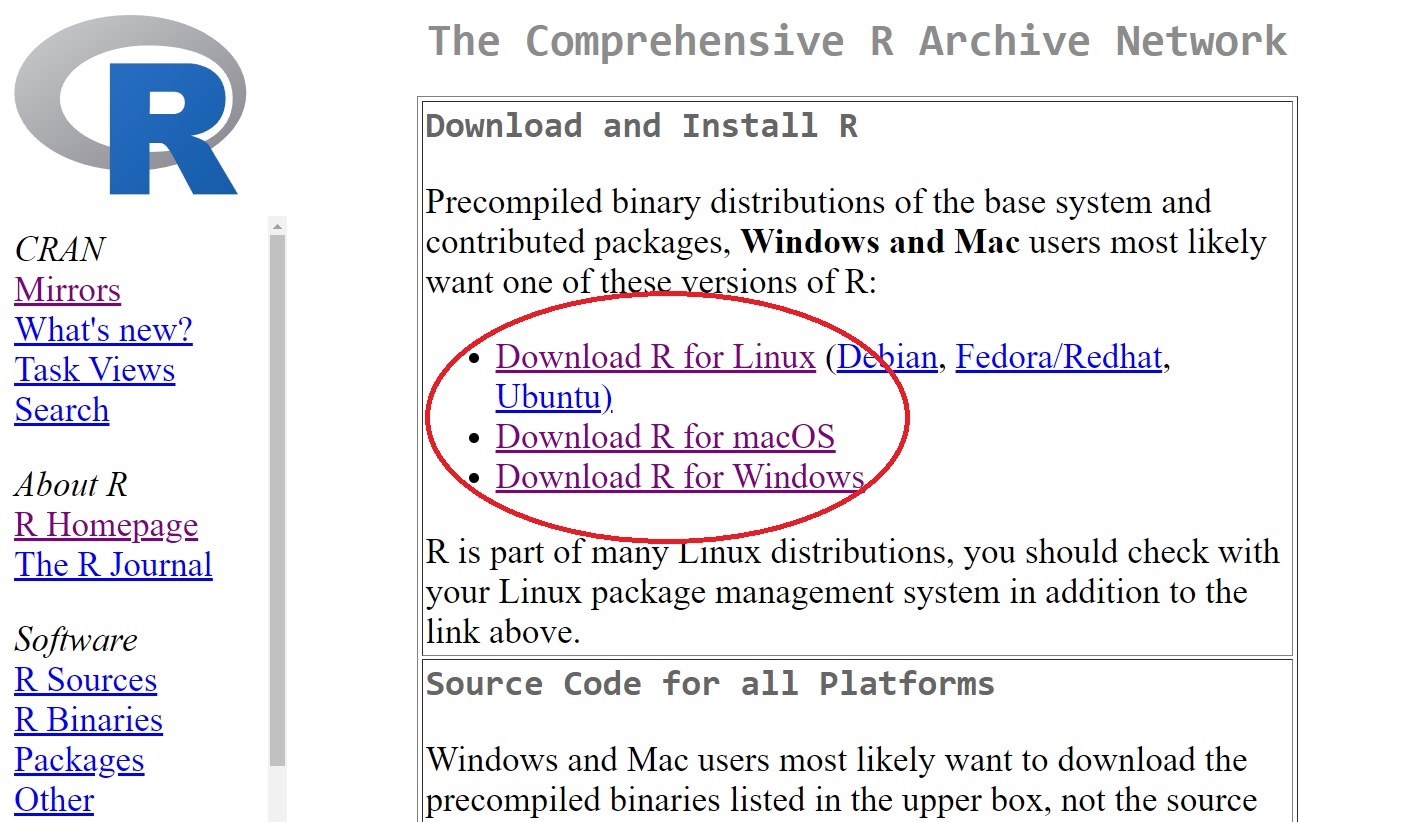 R
The Comprehensive R Archive Network
CRAN
Mirrors
What's new?
Task Views
Search
About R
R Homepage
The R Journal
Software
R Sources
R Binaries
Packages
Other
Download and Install R
Precompiled binary distributions of the base system and
contributed packages, Windows and Mac users most likely
want one of these versions of R:
• Download R for Linux (Debian, Fedora/Redhat,
Ubuntu)
• Download R for macOS
• Download R for Windows
R is part of many Linux distributions, you should check with
your Linux package management system in addition to the
link above.
Source Code for all Platforms
Windows and Mac users most likely want to download the
precompiled binaries listed in the upper box, not the source